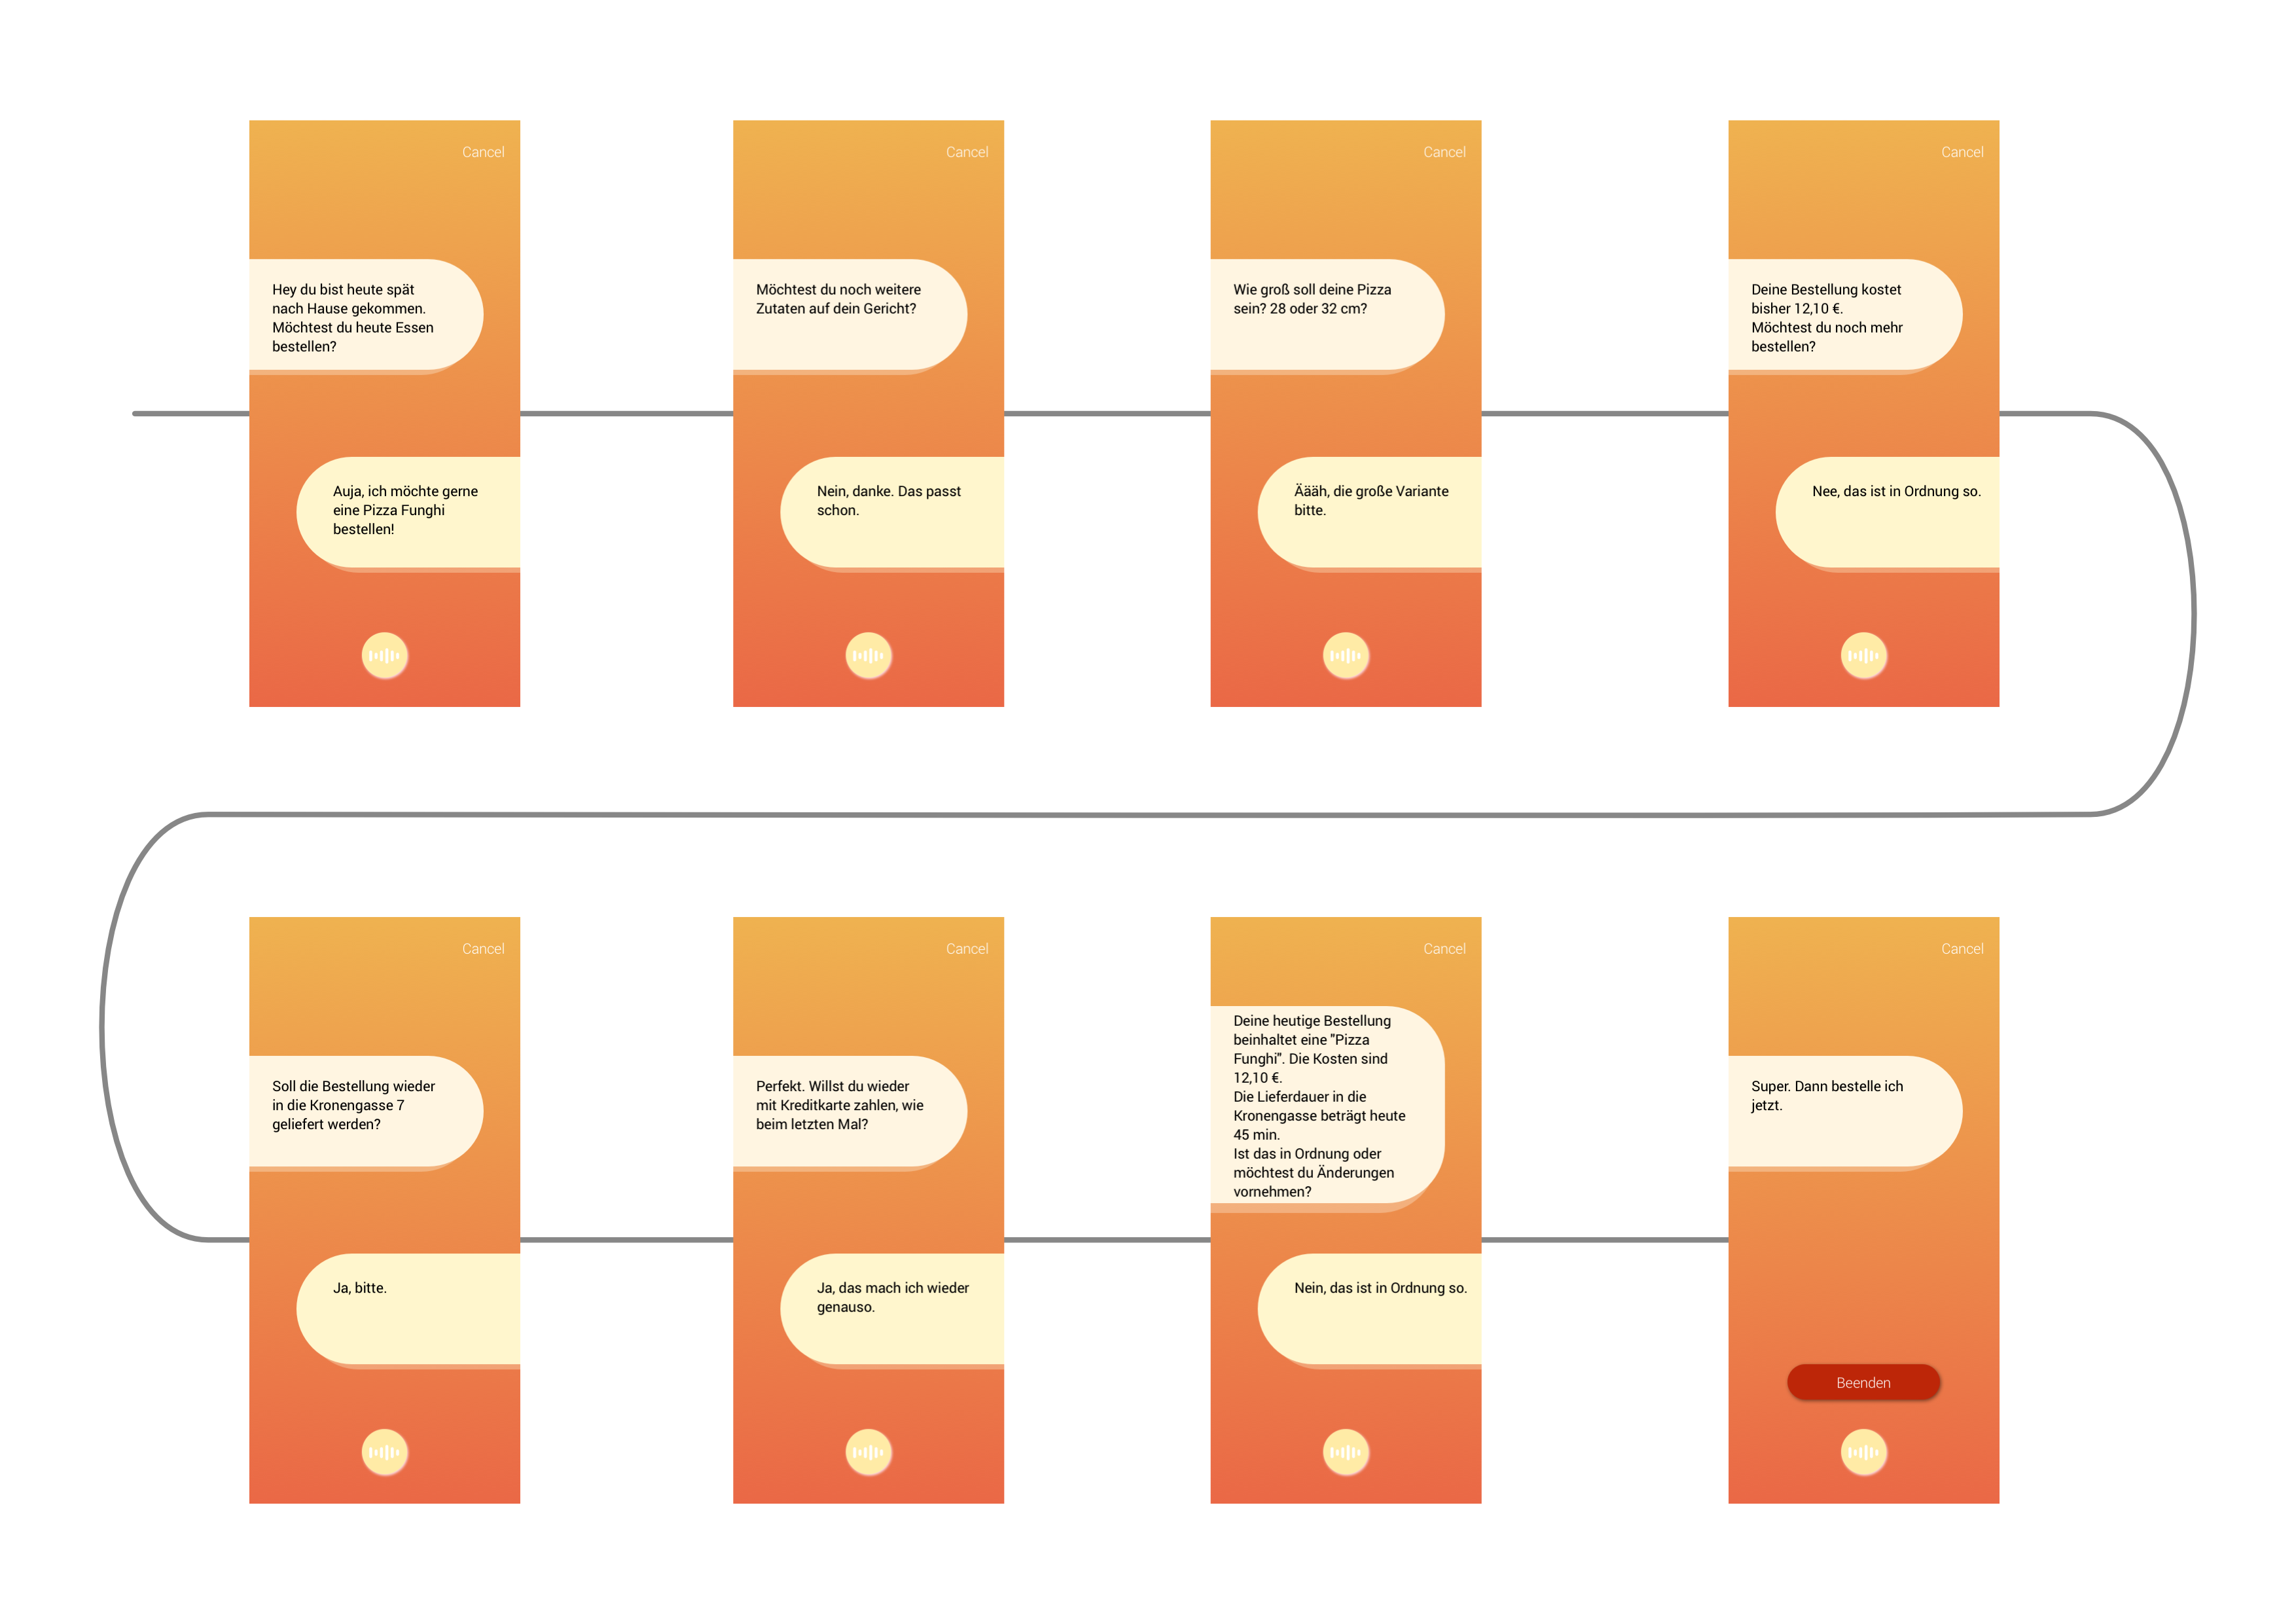 Cancel
Hey du bist heute spät
nach Hause gekommen.
Möchtest du heute Essen
bestellen?
Auja, ich möchte gerne
eine Pizza Funghi
bestellen!
Cancel
Möchtest du noch weitere
Zutaten auf dein Gericht?
Nein, danke. Das passt
schon.
Cancel
Wie groß soll deine Pizza
sein? 28 oder 32 cm?
Äääh, die große Variante
bitte.
Cancel
Deine Bestellung kostet
bisher 12,10 €.
Möchtest du noch mehr
bestellen?
Nee, das ist in Ordnung so.
Cancel
Soll die Bestellung wieder
in die Kronengasse 7
geliefert werden?
Ja, bitte.
Cancel
Perfekt. Willst du wieder
mit Kreditkarte zahlen, wie
beim letzten Mal?
Ja, das mach ich wieder
genauso.
Cancel
Deine heutige Bestellung
beinhaltet eine "Pizza
Funghi". Die Kosten sind
12,10 €.
Die Lieferdauer in die
Kronengasse beträgt heute
45 min.
Ist das in Ordnung oder
möchtest du Änderungen
vornehmen?
Nein, das ist in Ordnung so.
Cancel
Super. Dann bestelle ich
jetzt.
Beenden